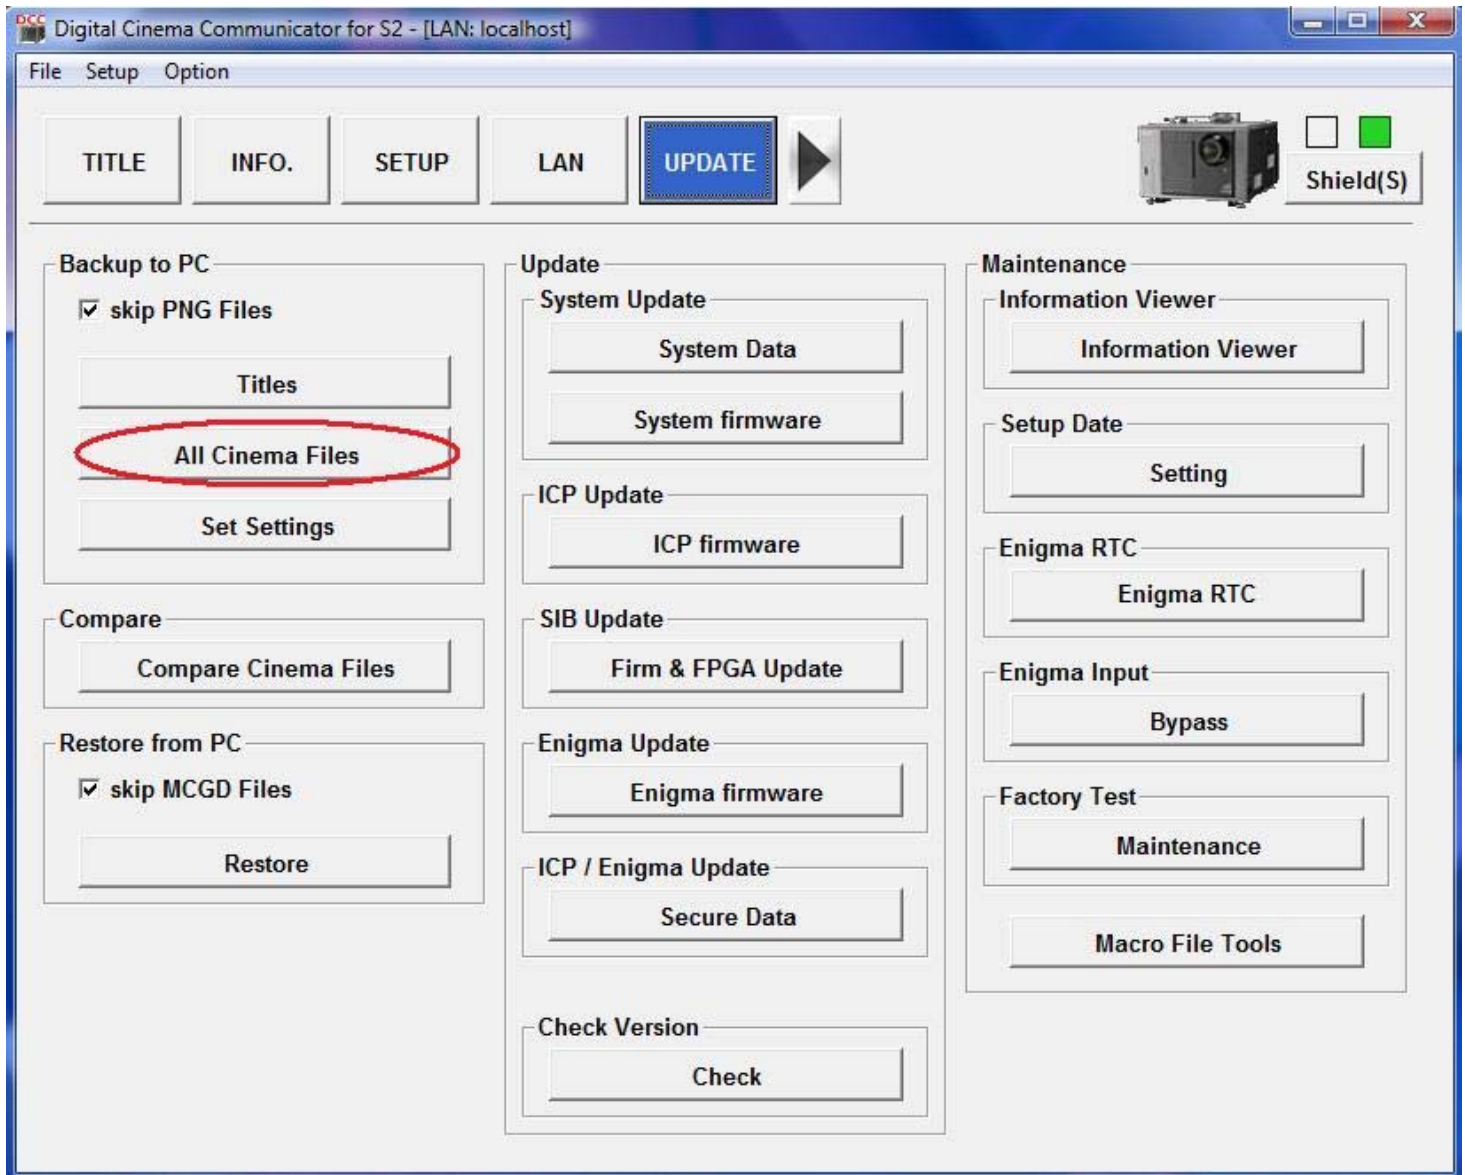 DCC
Digital Cinema Communicator for S2 - [LAN: localhost]
File Setup Option
TITLE INFO. SETUP LAN UPDATE
Shield(S)
Backup to PC
skip PNG Files
Titles
All Cinema Files
Set Settings
Compare
Compare Cinema Files
Restore from PC
skip MCGD Files
Restore
Update
System Update
System Data
System firmware
ICP Update
ICP firmware
SIB Update
Firm & FPGA Update
Enigma Update
Enigma firmware
ICP / Enigma Update
Secure Data
Check Version
Check
Maintenance
Information Viewer
Information Viewer
Setup Date
Setting
Enigma RTC
Enigma RTC
Enigma Input
Bypass
Factory Test
Maintenance
Macro File Tools